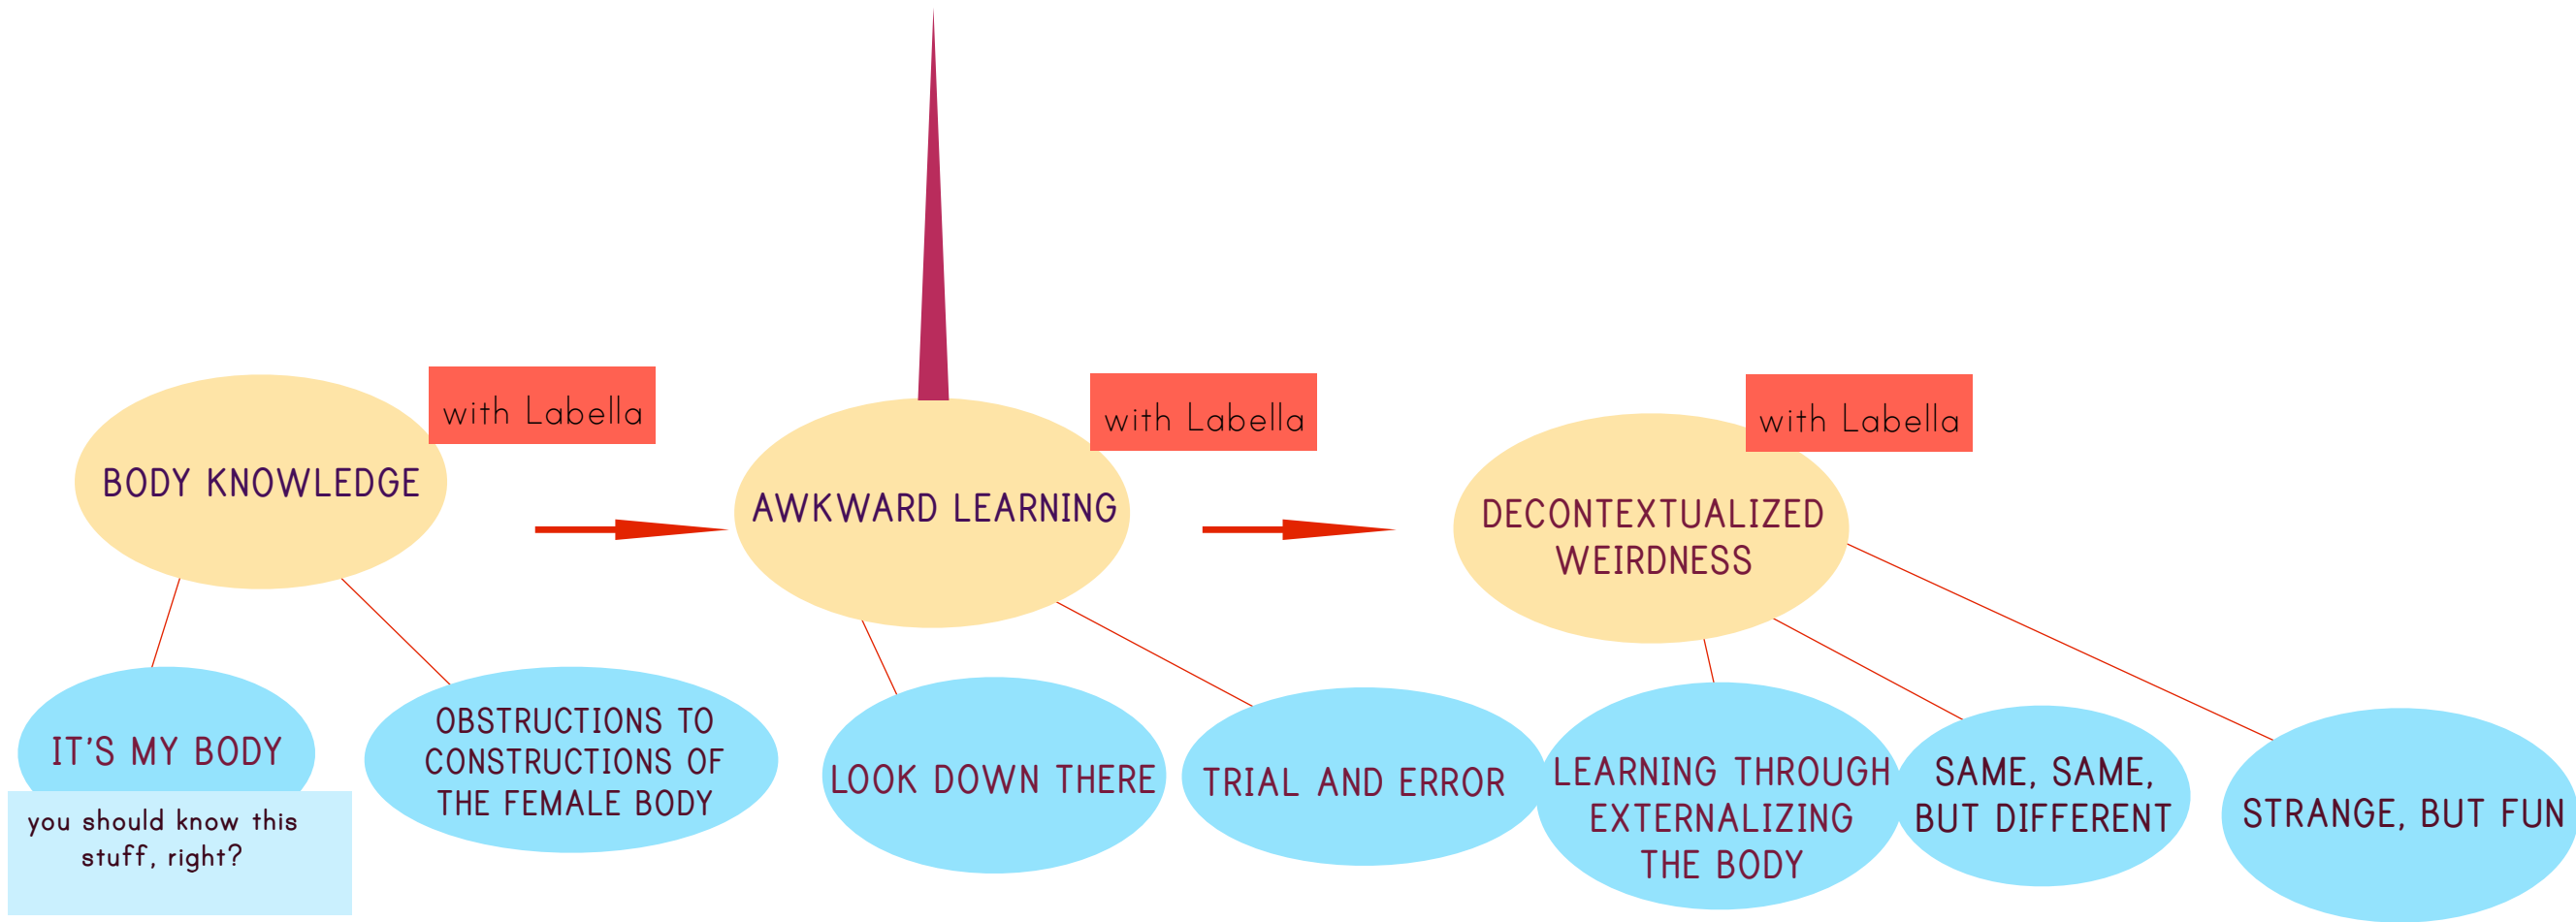 with Labella
BODY KNOWLEDGE
with Labella
AWKWARD LEARNING
with Labella
DECONTEXTUALIZED
WEIRDNESS
IT'S MY BODY
you should know this
stuff, right?
OBSTRUCTIONS TO
CONSTRUCTIONS OF
THE FEMALE BODY
LOOK DOWN THERE
TRIAL AND ERROR
LEARNING THROUGH
EXTERNALIZING
THE BODY
SAME, SAME,
BUT DIFFERENT
STRANGE, BUT FUN